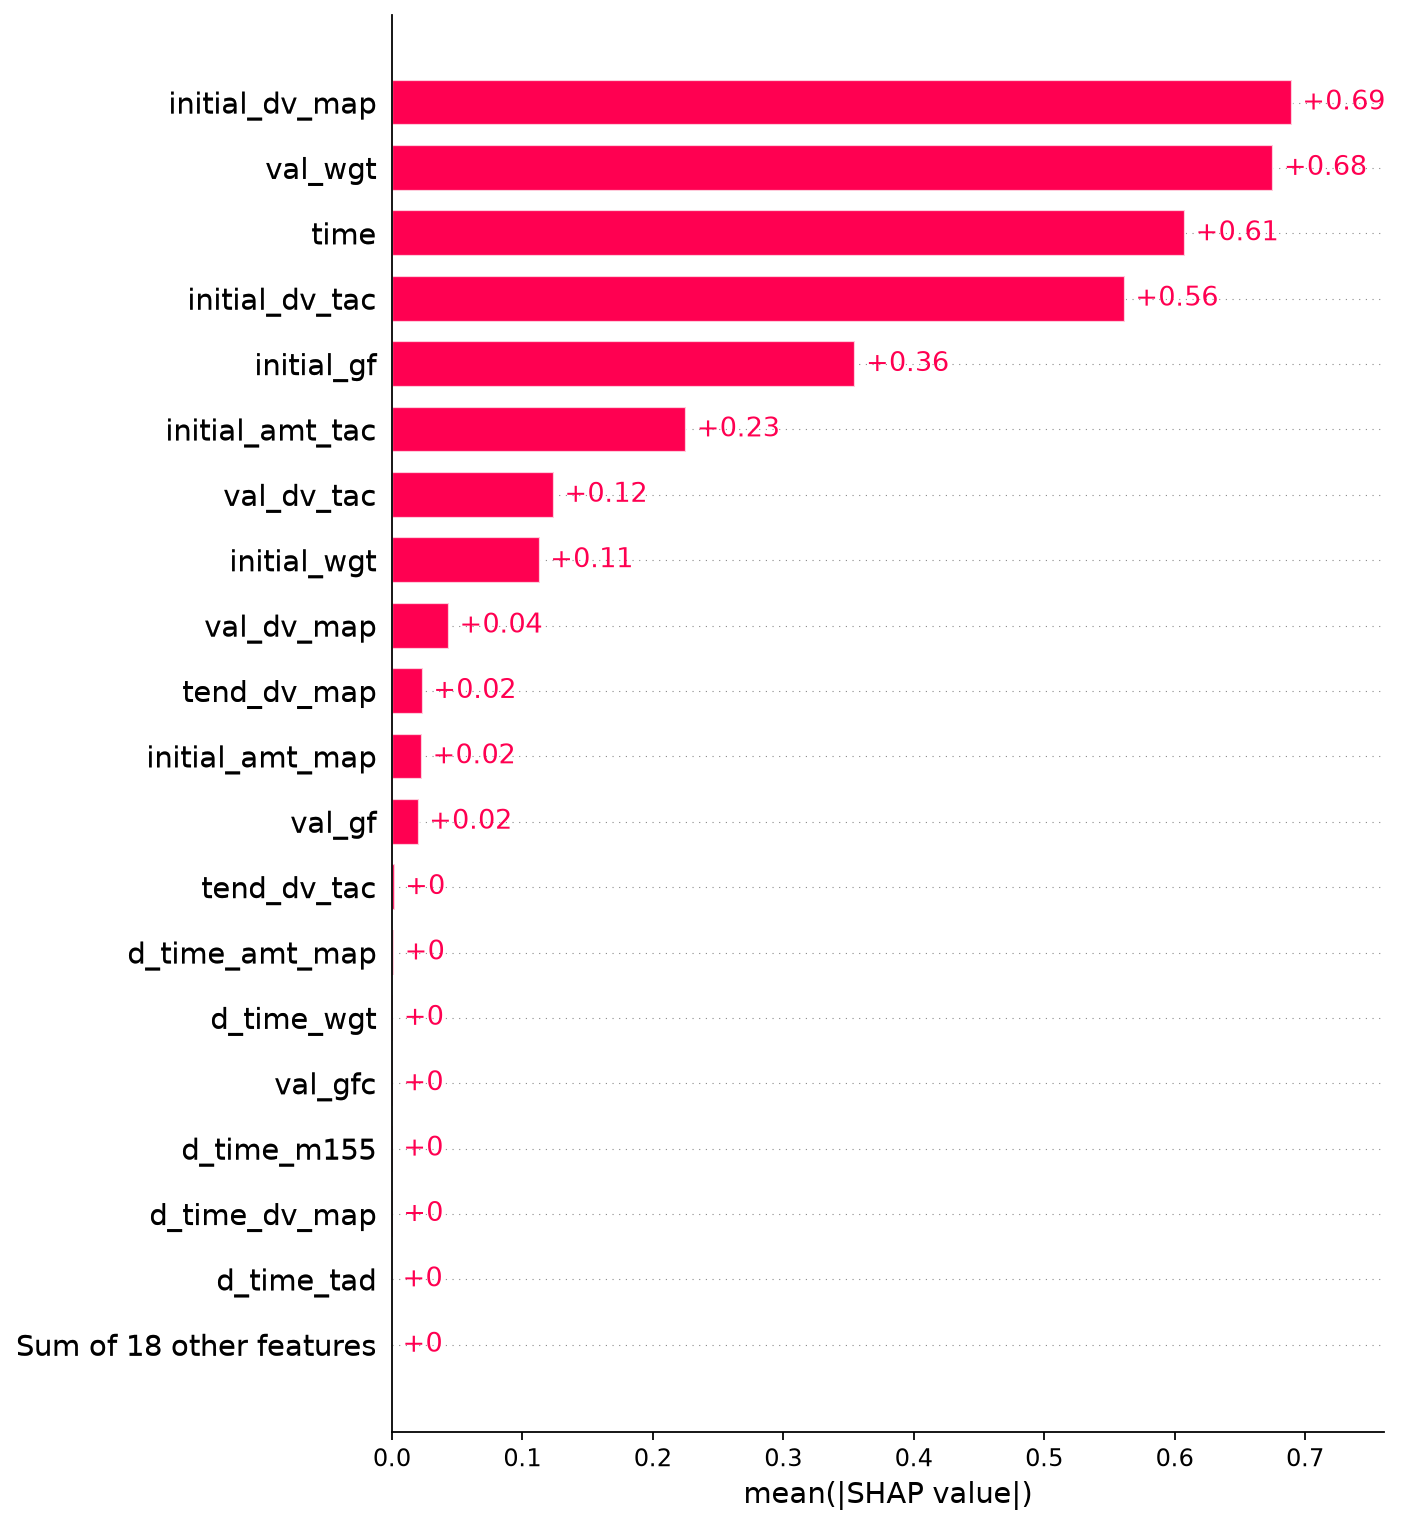 initial_dv_map +0.69
val_wgt +0.68
time +0.61
initial_dv_tac +0.56
initial_gf +0.36
initial_amt_tac +0.23
val_dv_tac +0.12
initial_wgt +0.11
val_dv_map +0.04
tend_dv_map +0.02
initial_amt_map +0.02
val_gf +0.02
tend_dv_tac +0
d_time_amt_map +0
d_time_wgt +0
val_gfc +0
d_time_m155 +0
d_time_dv_map +0
d_time_tad +0
Sum of 18 other features +0
0.0 0.1 0.2 0.3 0.4 0.5 0.6 0.7
mean(|SHAP value|)